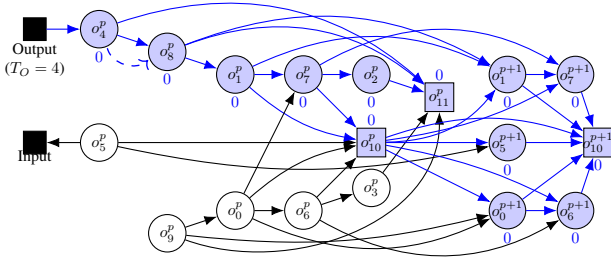 Output
(T_O = 4)
o_4^p
0
o_8^p
0
o_1^p
0
o_7^p
0
o_2^p
0
0
o_11^p
o_1^{p+1}
0
o_7^{p+1}
0
Input
o_5^p
0
o_10^p
o_5^{p+1}
0
o_10^{p+1}
0
o_3^p
o_9^p
o_0^p
o_6^p
o_0^{p+1}
0
o_6^{p+1}
0